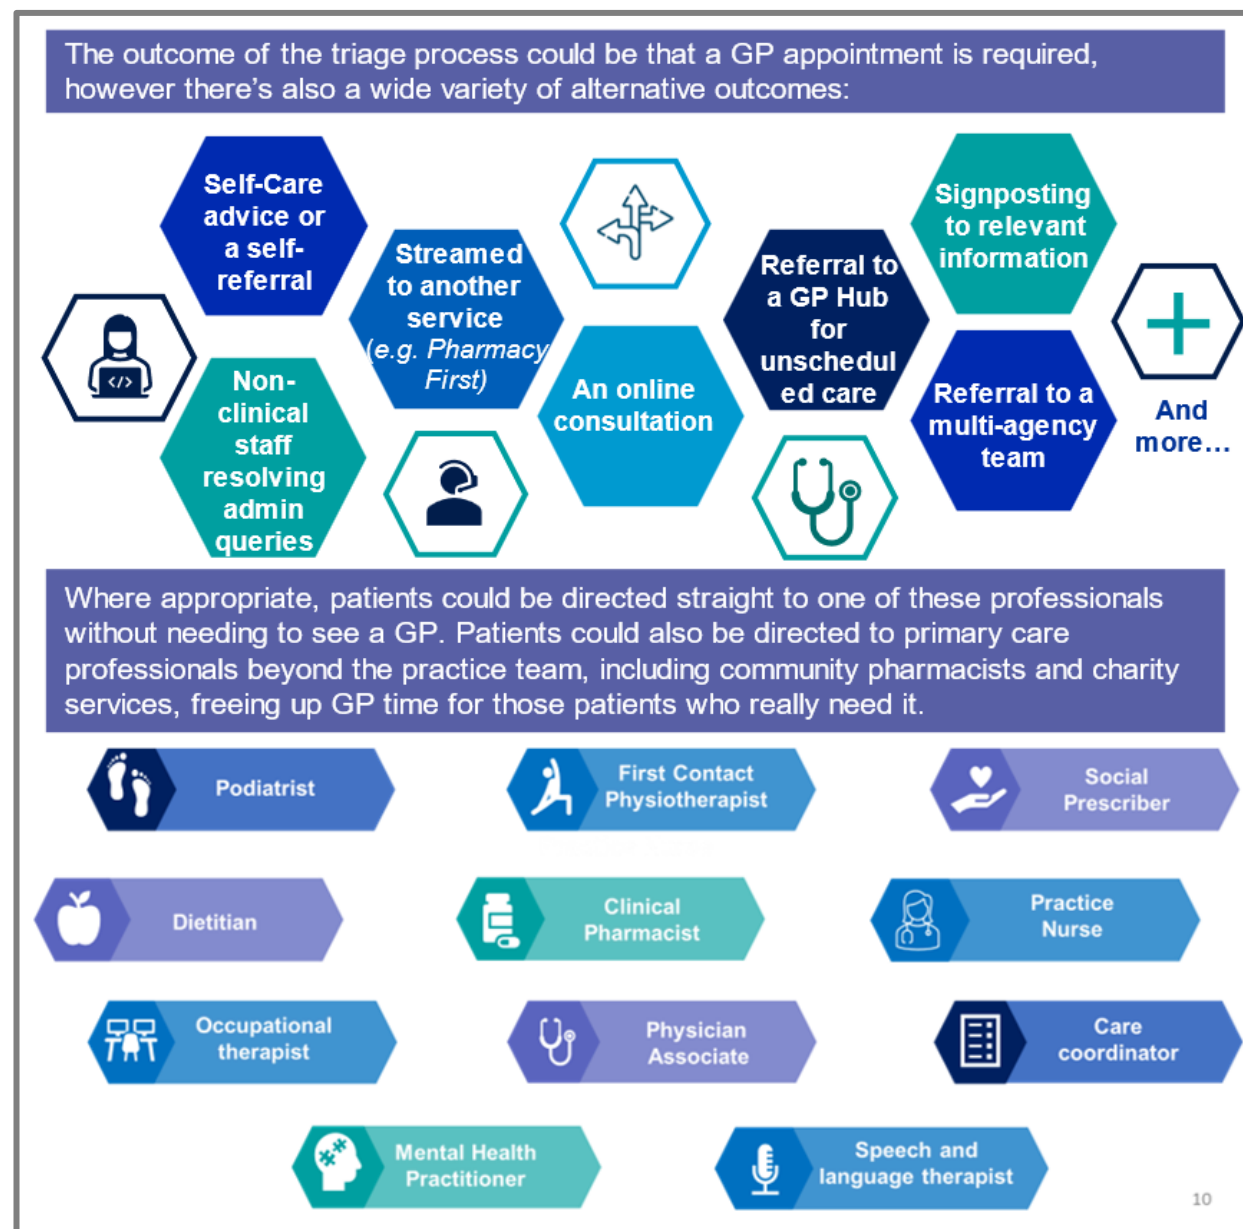 The outcome of the triage process could be that a GP appointment is required,
however there's also a wide variety of alternative outcomes:
Self-Care
advice or
a self-
referral
Non-
clinical
staff
resolving
admin
queries
Streamed
to another
service
(e.g. Pharmacy
First)
An online
consultation
Referral to
a GP Hub
for
unschedul
ed care
Signposting
to relevant
information
Referral to a
multi-agency
team
And
more...
Where appropriate, patients could be directed straight to one of these professionals
without needing to see a GP. Patients could also be directed to primary care
professionals beyond the practice team, including community pharmacists and charity
services, freeing up GP time for those patients who really need it.
Podiatrist
First Contact
Physiotherapist
Social
Prescriber
Dietitian
Clinical
Pharmacist
Practice
Nurse
Occupational
therapist
Physician
Associate
Care
coordinator
Mental Health
Practitioner
Speech and
language therapist
10